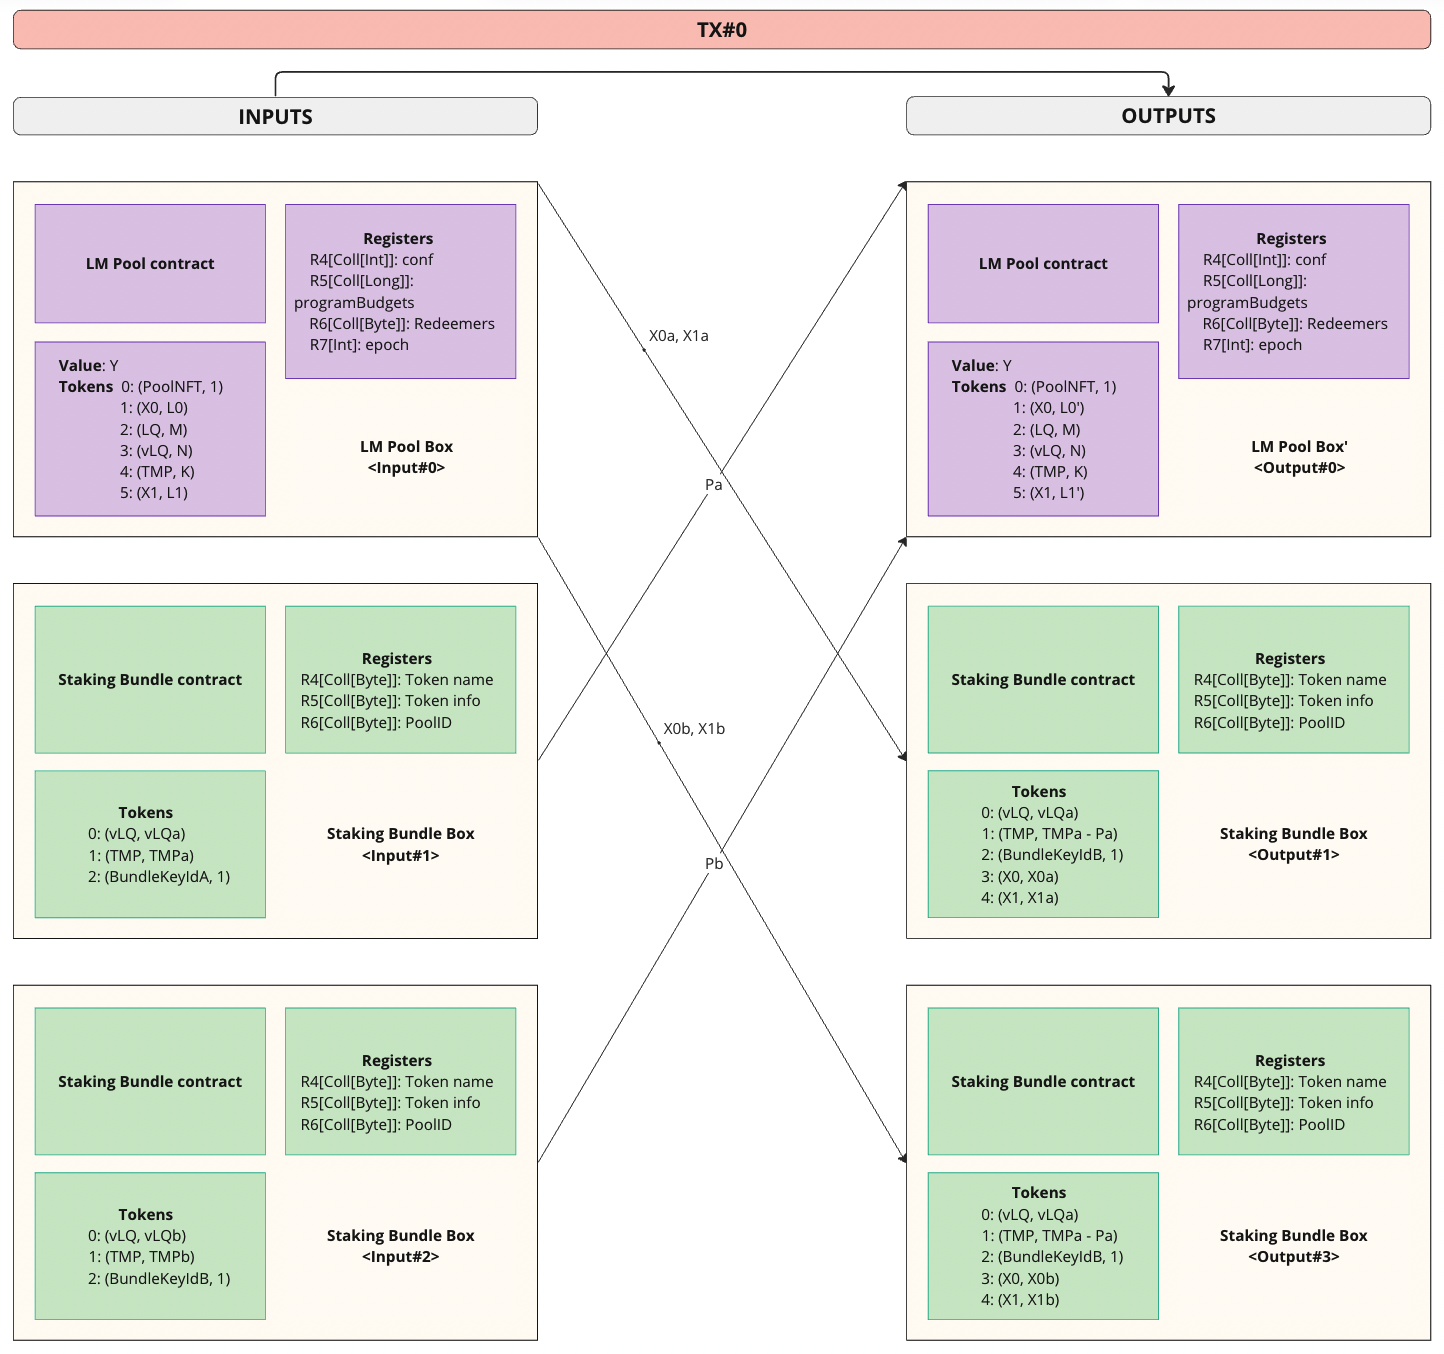 TX#0
INPUTS
OUTPUTS
LM Pool contract
Registers
R4[Coll[Int]]: conf
R5[Coll[Long]]:
programBudgets
R6[Coll[Byte]]: Redeemers
R7[Int]: epoch
Value: Y
Tokens 0: (PoolNFT, 1)
1: (X0, L0)
2: (LQ, M)
3: (vLQ, N)
4: (TMP, K)
5: (X1, L1)
LM Pool Box
<Input#0>
Staking Bundle contract
Registers
R4[Coll[Byte]]: Token name
R5[Coll[Byte]]: Token info
R6[Coll[Byte]]: PoolID
Tokens
0: (vLQ, vLQa)
1: (TMP, TMPa)
2: (BundleKeyIdA, 1)
Staking Bundle Box
<Input#1>
Staking Bundle contract
Registers
R4[Coll[Byte]]: Token name
R5[Coll[Byte]]: Token info
R6[Coll[Byte]]: PoolID
Tokens
0: (vLQ, vLQb)
1: (TMP, TMPb)
2: (BundleKeyIdB, 1)
Staking Bundle Box
<Input#2>
X0a, X1a
Pa
X0b, X1b
Pb
LM Pool contract
Registers
R4[Coll[Int]]: conf
R5[Coll[Long]]:
programBudgets
R6[Coll[Byte]]: Redeemers
R7[Int]: epoch
Value: Y
Tokens 0: (PoolNFT, 1)
1: (X0, L0')
2: (LQ, M)
3: (vLQ, N)
4: (TMP, K)
5: (X1, L1')
LM Pool Box'
<Output#0>
Staking Bundle contract
Registers
R4[Coll[Byte]]: Token name
R5[Coll[Byte]]: Token info
R6[Coll[Byte]]: PoolID
Tokens
0: (vLQ, vLQa)
1: (TMP, TMPa - Pa)
2: (BundleKeyIdB, 1)
3: (X0, X0a)
4: (X1, X1a)
Staking Bundle Box
<Output#1>
Staking Bundle contract
Registers
R4[Coll[Byte]]: Token name
R5[Coll[Byte]]: Token info
R6[Coll[Byte]]: PoolID
Tokens
0: (vLQ, vLQa)
1: (TMP, TMPa - Pa)
2: (BundleKeyIdB, 1)
3: (X0, X0b)
4: (X1, X1b)
Staking Bundle Box
<Output#3>